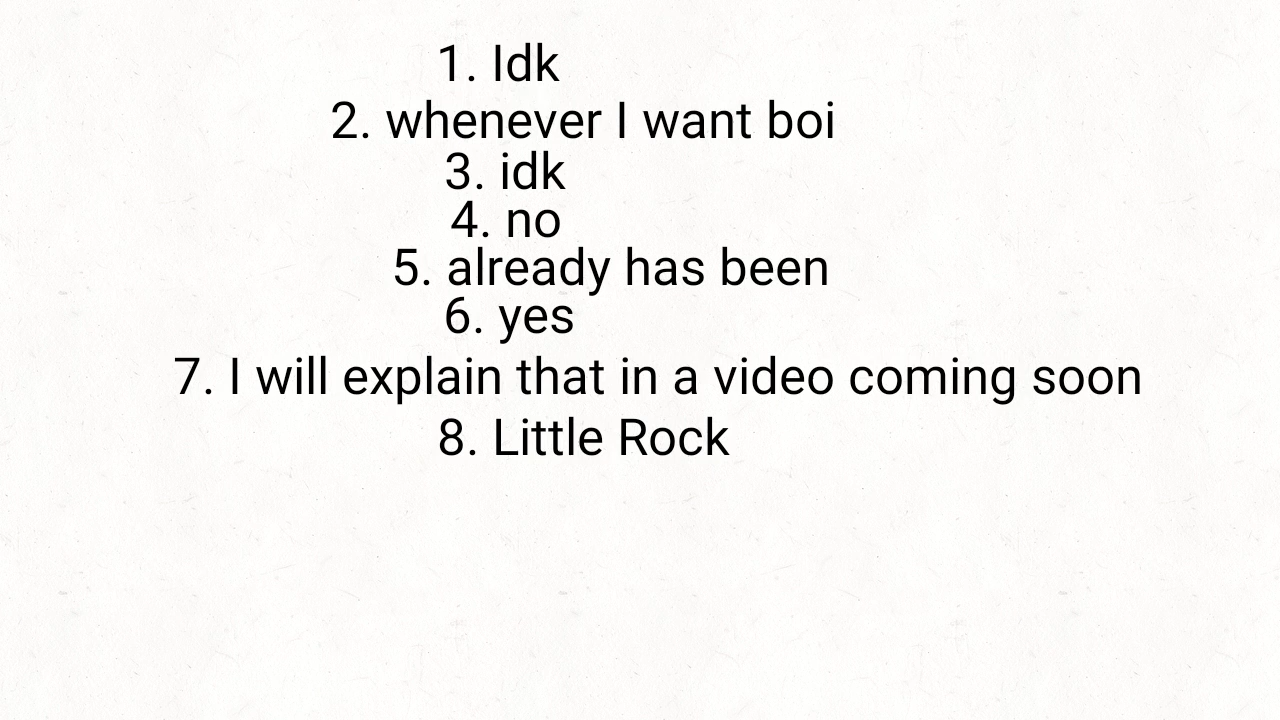 1. Idk
2. whenever I want boi
3. idk
4. no
5. already has been
6. yes
7. I will explain that in a video coming soon
8. Little Rock